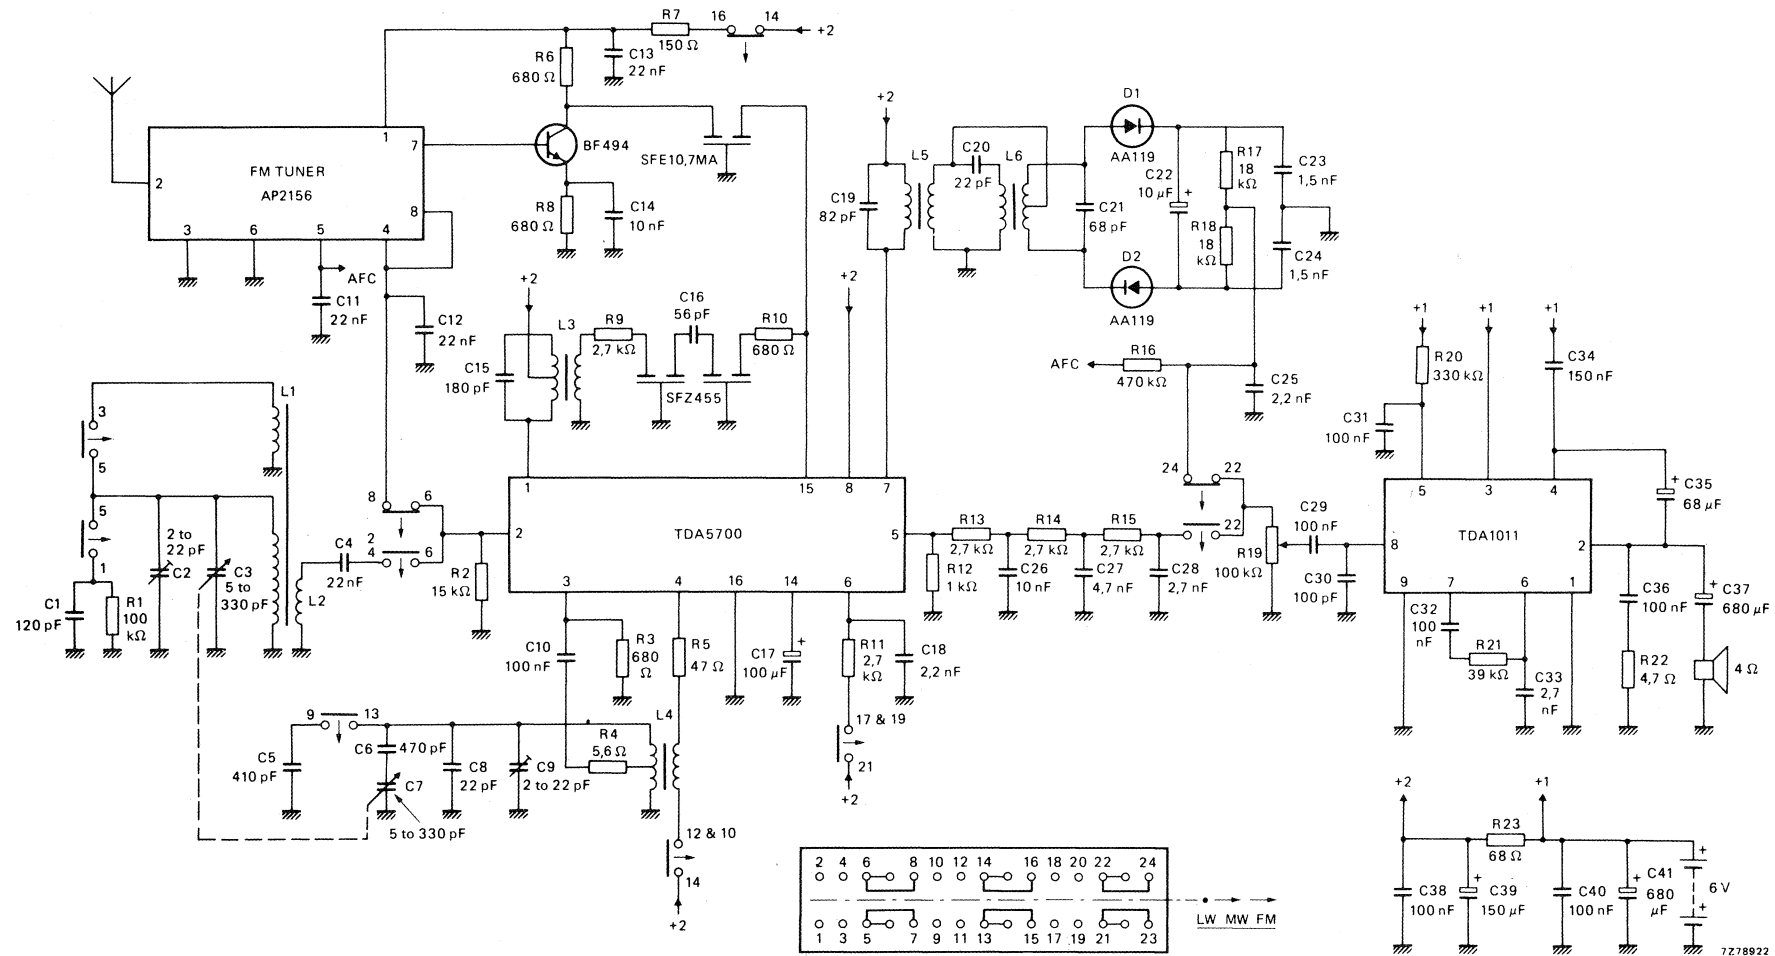 R7
150 Ω
16
14
+2
R6
680 Ω
C13
22 nF
1
7
FM TUNER
AP2156
2
8
3
6
5
4
BF494
SFE10,7MA
R8
680 Ω
C14
10 nF
AFC
C11
22 nF
C12
22 nF
+2
L5
C20
22 pF
L6
C19
82 pF
D1
AA119
C21
68 pF
D2
AA119
C22
10 µF
+
R17
18
kΩ
R18
18
kΩ
C23
1,5 nF
C24
1,5 nF
+2
L3
C15
180 pF
R9
2,7 kΩ
C16
56 pF
SFZ455
R10
680 Ω
+2
AFC
R16
470 kΩ
C25
2,2 nF
+1
+1
+1
R20
330 kΩ
C34
150 nF
C31
100 nF
C35
+
68 µF
L1
3
5
5
1
2 to
22 pF
C2
C3
5 to
330 pF
C1
120 pF
R1
100
kΩ
L2
C4
22 nF
8
6
2
4
6
R2
15 kΩ
1
15
8
7
2
TDA5700
5
3
4
16
14
6
R13
2,7 kΩ
R14
2,7 kΩ
R15
2,7 kΩ
R12
1 kΩ
C26
10 nF
C27
4,7 nF
C28
2,7 nF
24
22
22
R19
100 kΩ
C29
100 nF
C30
100 pF
5
3
4
8
TDA1011
2
9
7
6
1
C32
100
nF
R21
39 kΩ
C33
2,7
nF
C36
100 nF
R22
4,7 Ω
C37
+
680 µF
4 Ω
C10
100 nF
R3
680
Ω
R5
47 Ω
C17
+
100 µF
R11
2,7
kΩ
C18
2,2 nF
17 & 19
21
+2
9
13
C5
410 pF
C6
470 pF
C7
5 to 330 pF
C8
22 pF
C9
2 to 22 pF
R4
5,6 Ω
L4
12 & 10
14
+2
2 4 6 8 10 12 14 16 18 20 22 24
LW MW FM
1 3 5 7 9 11 13 15 17 19 21 23
+2
+1
R23
68 Ω
C38
100 nF
+
C39
150 µF
C40
100 nF
+
C41
680
µF
+
6 V
+
7Z78922